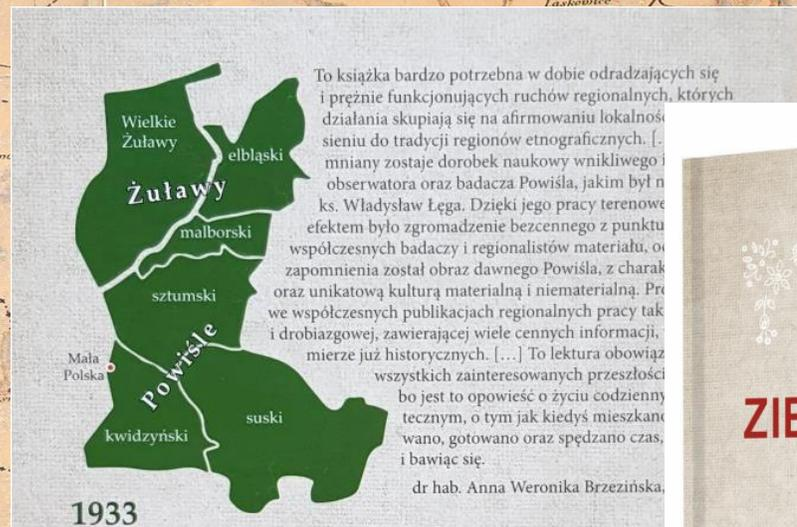 Laskowice
Wielkie
Żuławy
elbląski
Żuławy
malborski
sztumski
Mała
Polska
Powiśle
suski
kwidzyński
1933
To książka bardzo potrzebna w dobie odradzających się
i prężnie funkcjonujących ruchów regionalnych, których
działania skupiają się na afirmowaniu lokalnoś
sieniu do tradycji regionów etnograficznych. [.
mniany zostaje dorobek naukowy wnikliwego i
obserwatora oraz badacza Powiśla, jakim był n
ks. Władysław Łęga. Dzięki jego pracy terenowe
efektem było zgromadzenie bezcennego z punktu
współczesnych badaczy i regionalistów materiału, o
zapomnienia został obraz dawnego Powiśla, z charak
oraz unikatową kulturą materialną i niematerialną. Pr
we współczesnych publikacjach regionalnych pracy tak
i drobiazgowej, zawierającej wiele cennych informacji,
mierze już historycznych. […] To lektura obowiąz
wszystkich zainteresowanych przeszłości
bo jest to opowieść o życiu codzienny
tecznym, o tym jak kiedyś mieszkano
wano, gotowano oraz spędzano czas,
i bawiąc się.
dr hab. Anna Weronika Brzezińska,
ZIE